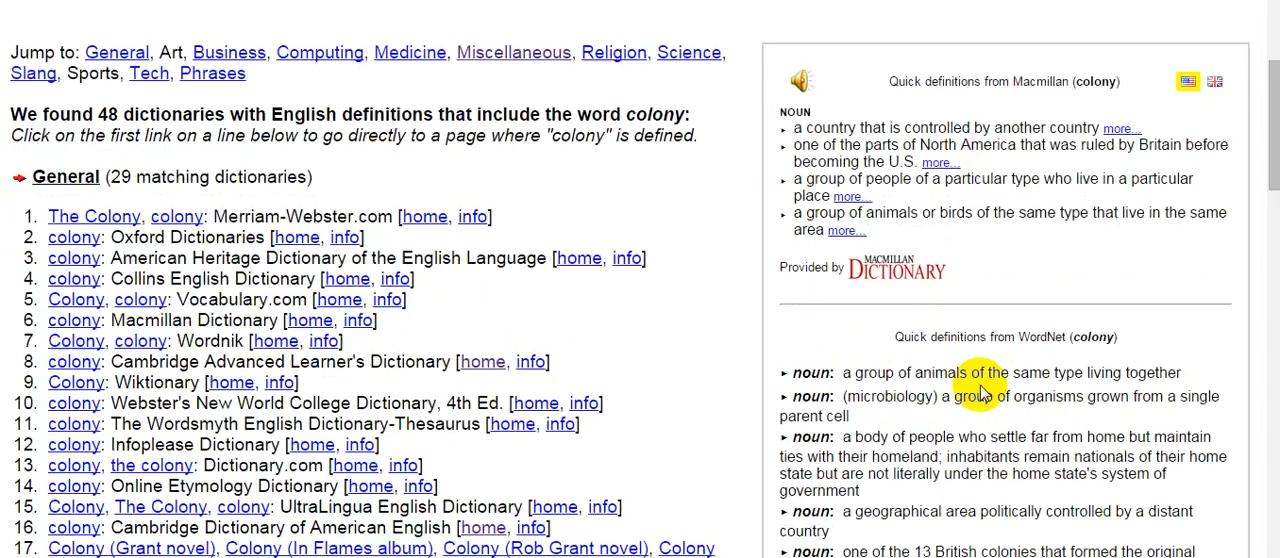 Jump to: General, Art, Business, Computing, Medicine, Miscellaneous, Religion, Science,
Slang, Sports, Tech, Phrases
We found 48 dictionaries with English definitions that include the word colony:
Click on the first link on a line below to go directly to a page where "colony" is defined.
General (29 matching dictionaries)
1. The Colony, colony: Merriam-Webster.com [home, info]
2. colony: Oxford Dictionaries [home, info]
3. colony: American Heritage Dictionary of the English Language [home, info]
4. colony: Collins English Dictionary [home, info]
5. Colony, colony: Vocabulary.com [home, info]
6. colony: Macmillan Dictionary [home, info]
7. Colony, colony: Wordnik [home, info]
8. colony: Cambridge Advanced Learner's Dictionary [home, info]
9. Colony: Wiktionary [home, info]
10. colony: Webster's New World College Dictionary, 4th Ed. [home, info]
11. colony: The Wordsmyth English Dictionary-Thesaurus [home, info]
12. colony: Infoplease Dictionary [home, info]
13. colony, the colony: Dictionary.com [home, info]
14. colony: Online Etymology Dictionary [home, info]
15. Colony, The Colony, colony: UltraLingua English Dictionary [home, info]
16. colony: Cambridge Dictionary of American English [home, info]
17. Colony (Grant novel), Colony (In Flames album), Colony (Rob Grant novel), Colony
Quick definitions from Macmillan (colony)
NOUN
▸ a country that is controlled by another country more...
▸ one of the parts of North America that was ruled by Britain before
becoming the U.S. more...
▸ a group of people of a particular type who live in a particular
place more...
▸ a group of animals or birds of the same type that live in the same
area more...
Provided by MACMILLAN DICTIONARY
Quick definitions from WordNet (colony)
▸ noun: a group of animals of the same type living together
▸ noun: (microbiology) a group of organisms grown from a single
parent cell
▸ noun: a body of people who settle far from home but maintain
ties with their homeland; inhabitants remain nationals of their home
state but are not literally under the home state's system of
government
▸ noun: a geographical area politically controlled by a distant
country
▸ noun: one of the 13 British colonies that formed the original